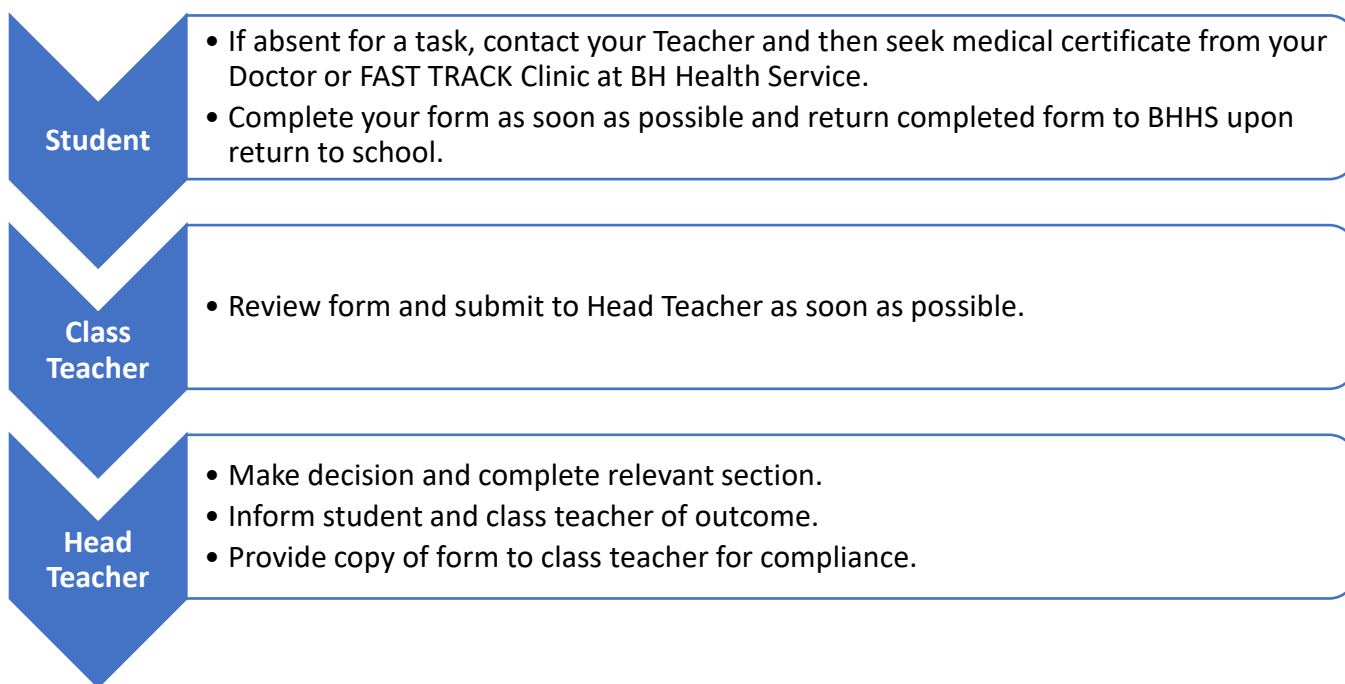 Student
• If absent for a task, contact your Teacher and then seek medical certificate from your
Doctor or FAST TRACK Clinic at BH Health Service.
• Complete your form as soon as possible and return completed form to BHHS upon
return to school.
Class
Teacher
• Review form and submit to Head Teacher as soon as possible.
Head
Teacher
• Make decision and complete relevant section.
• Inform student and class teacher of outcome.
• Provide copy of form to class teacher for compliance.